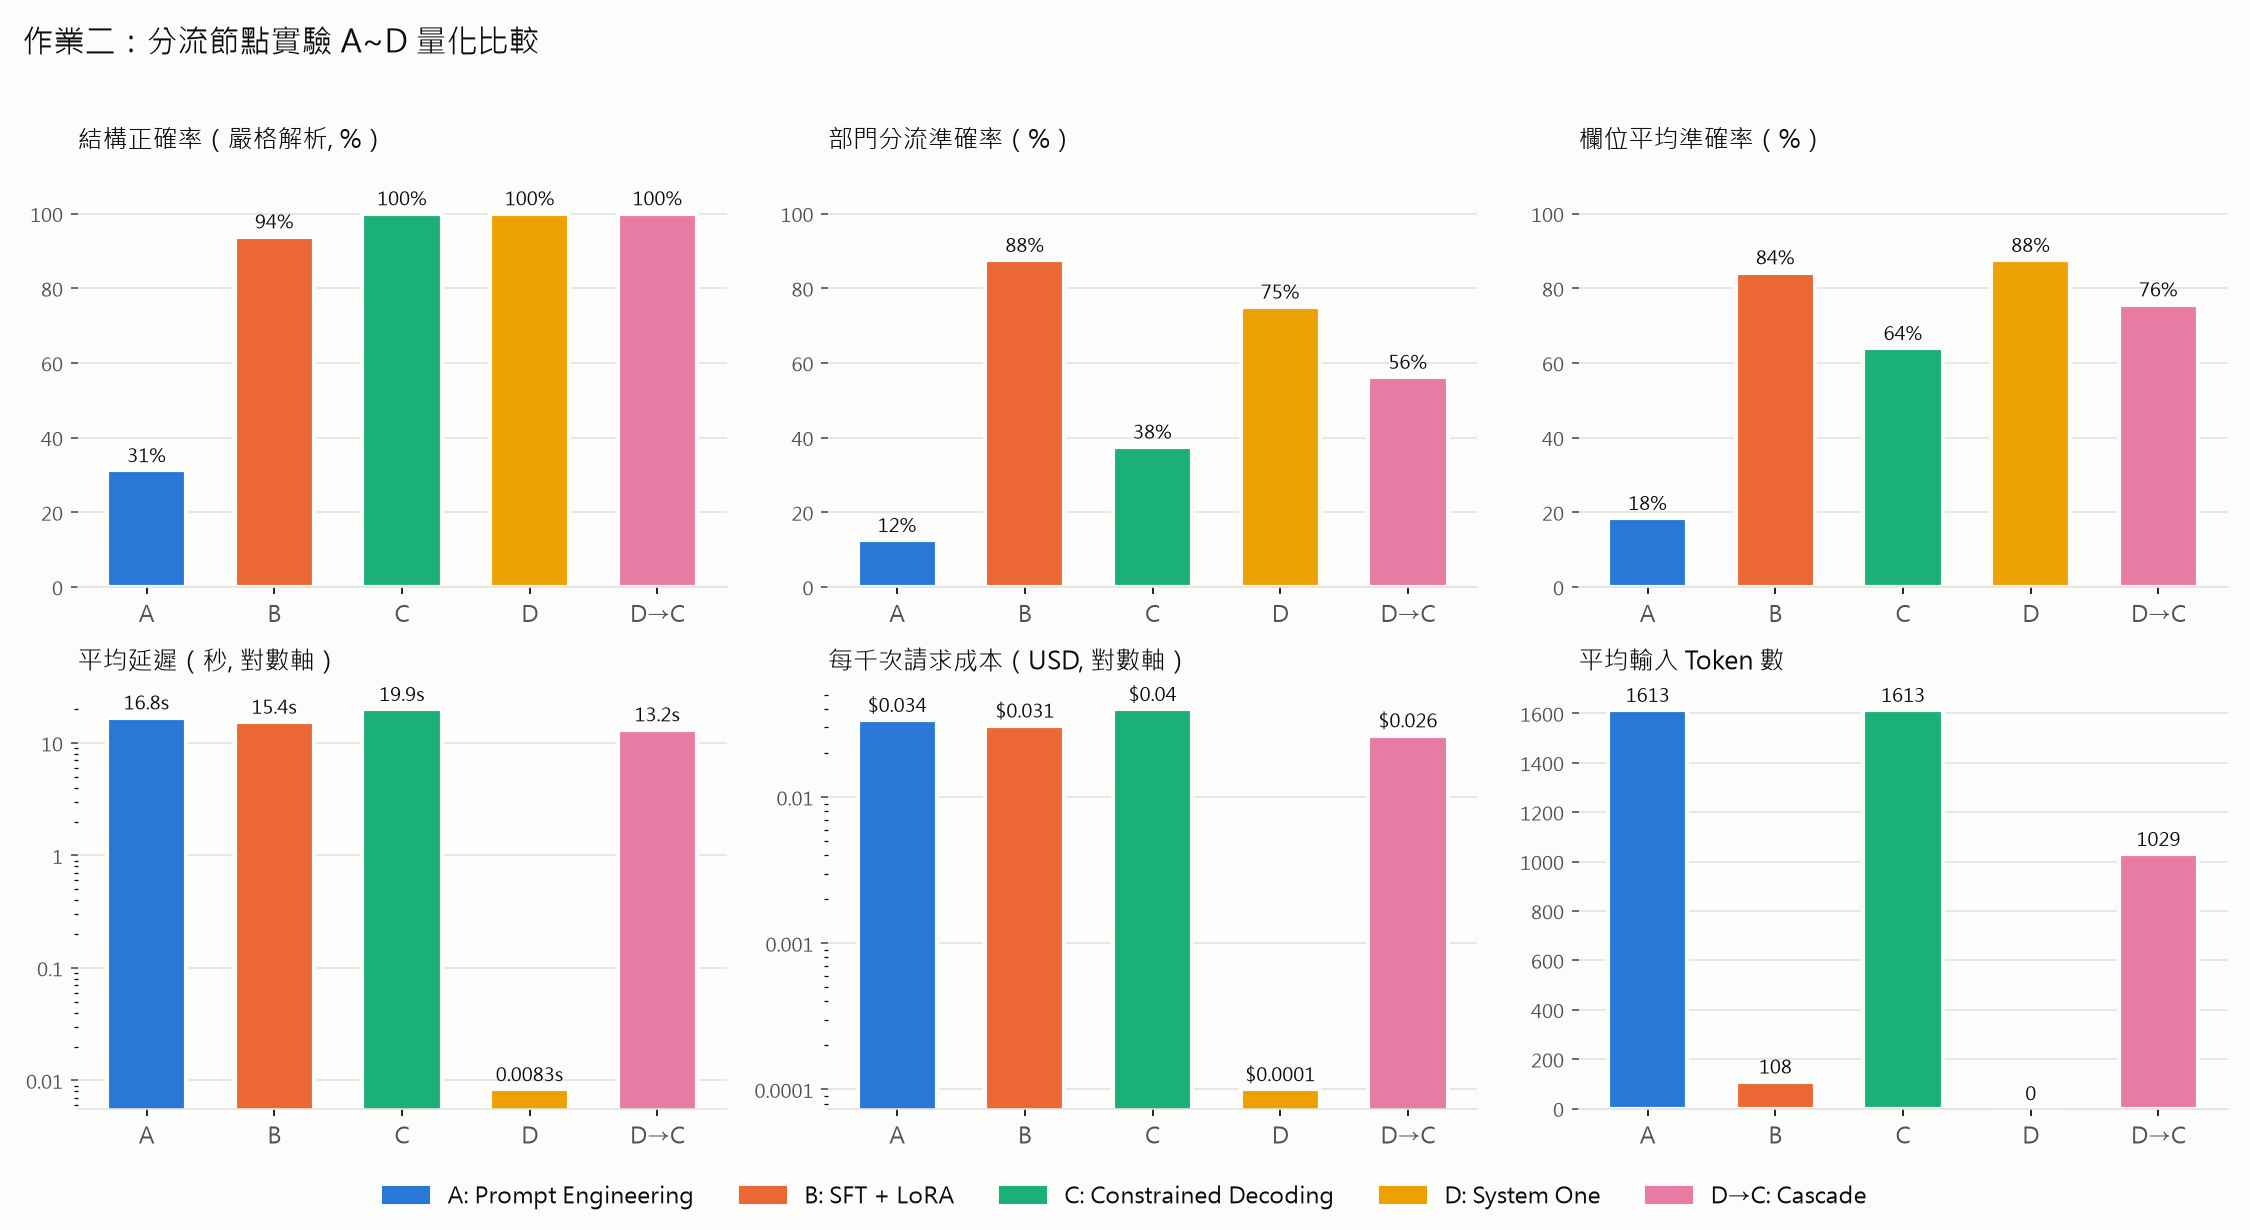 作業二：分流節點實驗 A~D 量化比較
結構正確率（嚴格解析, %）
100
80
60
40
20
0
31%
94%
100%
100%
100%
A
B
C
D
D→C
部門分流準確率（%）
100
80
60
40
20
0
12%
88%
38%
75%
56%
A
B
C
D
D→C
欄位平均準確率（%）
100
80
60
40
20
0
18%
84%
64%
88%
76%
A
B
C
D
D→C
平均延遲（秒, 對數軸）
10
1
0.1
0.01
16.8s
15.4s
19.9s
0.0083s
13.2s
A
B
C
D
D→C
每千次請求成本（USD, 對數軸）
0.01
0.001
0.0001
$0.034
$0.031
$0.04
$0.0001
$0.026
A
B
C
D
D→C
平均輸入 Token 數
1600
1400
1200
1000
800
600
400
200
0
1613
108
1613
0
1029
A
B
C
D
D→C
A: Prompt Engineering
B: SFT + LoRA
C: Constrained Decoding
D: System One
D→C: Cascade